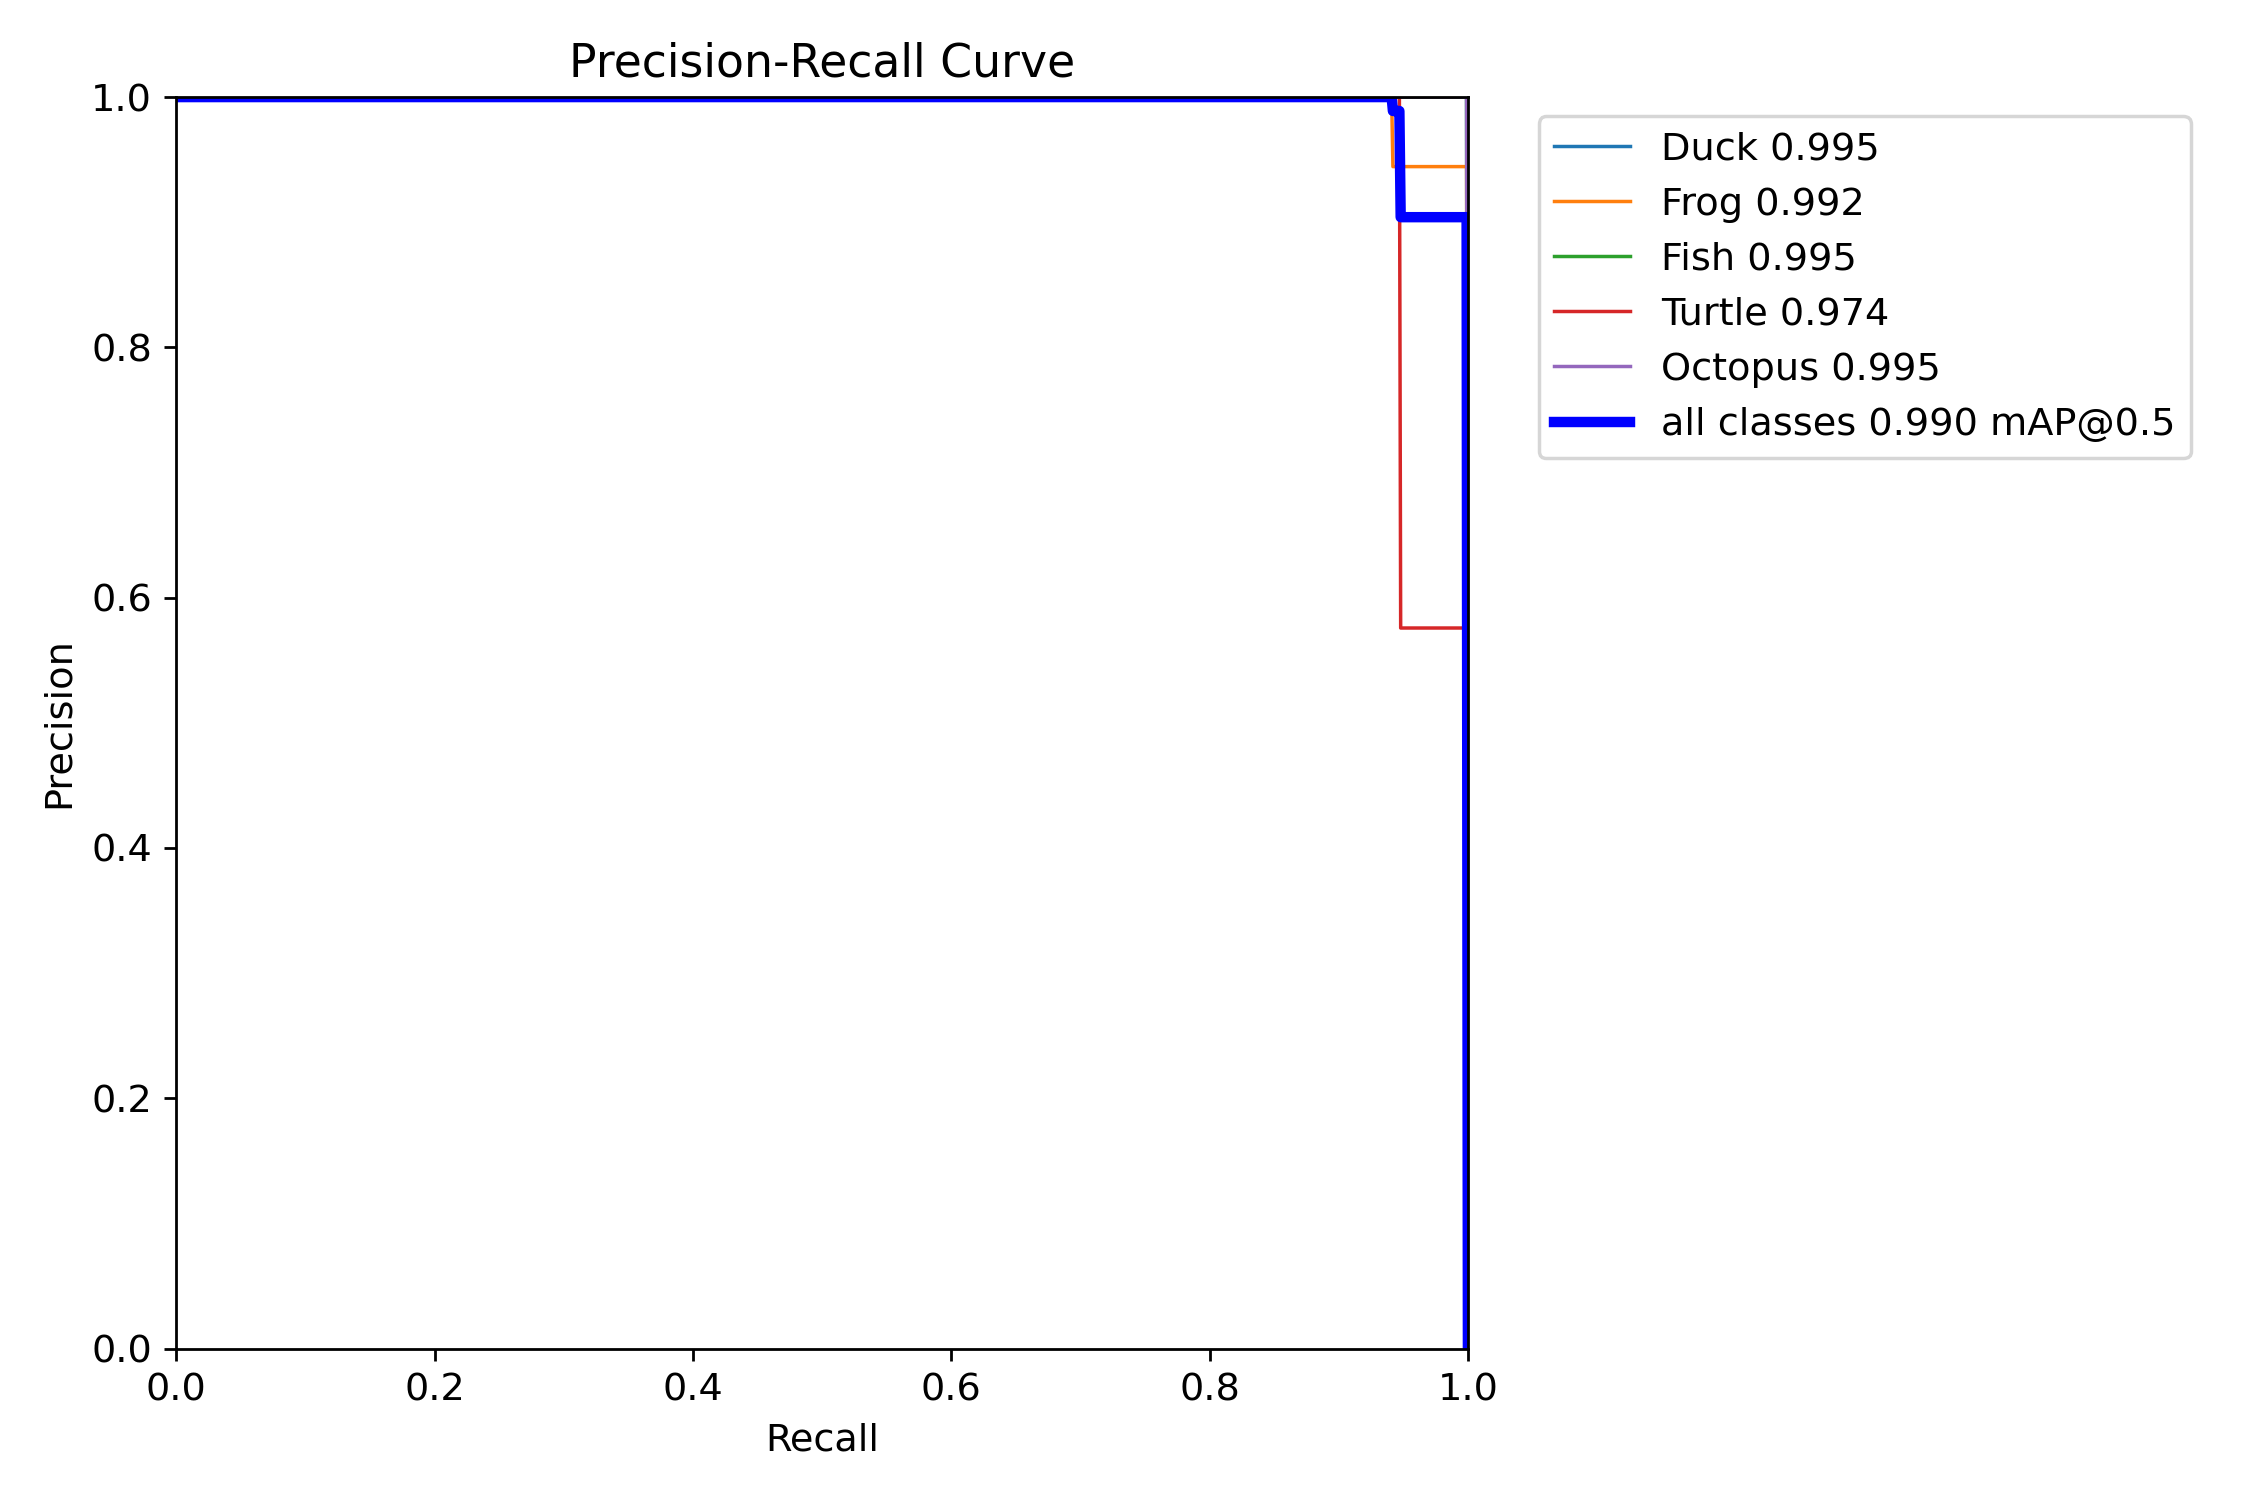 Precision-Recall Curve
1.0
0.8
0.6
0.4
0.2
0.0
Precision
0.0 0.2 0.4 0.6 0.8 1.0
Recall
Duck 0.995
Frog 0.992
Fish 0.995
Turtle 0.974
Octopus 0.995
all classes 0.990 mAP@0.5